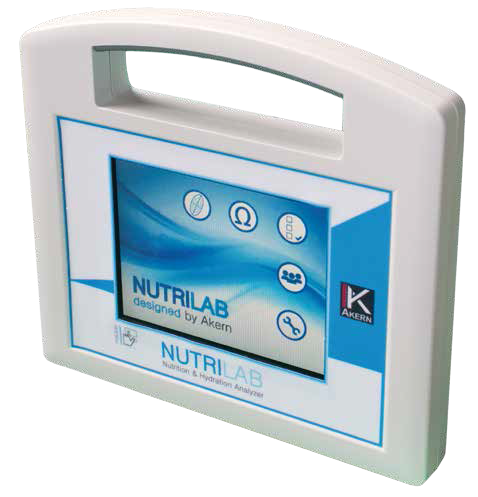 Ω
NUTRILAB
designed by Akern
K
AKERN
NUTRILAB
Nutrition & Hydration Analyzer